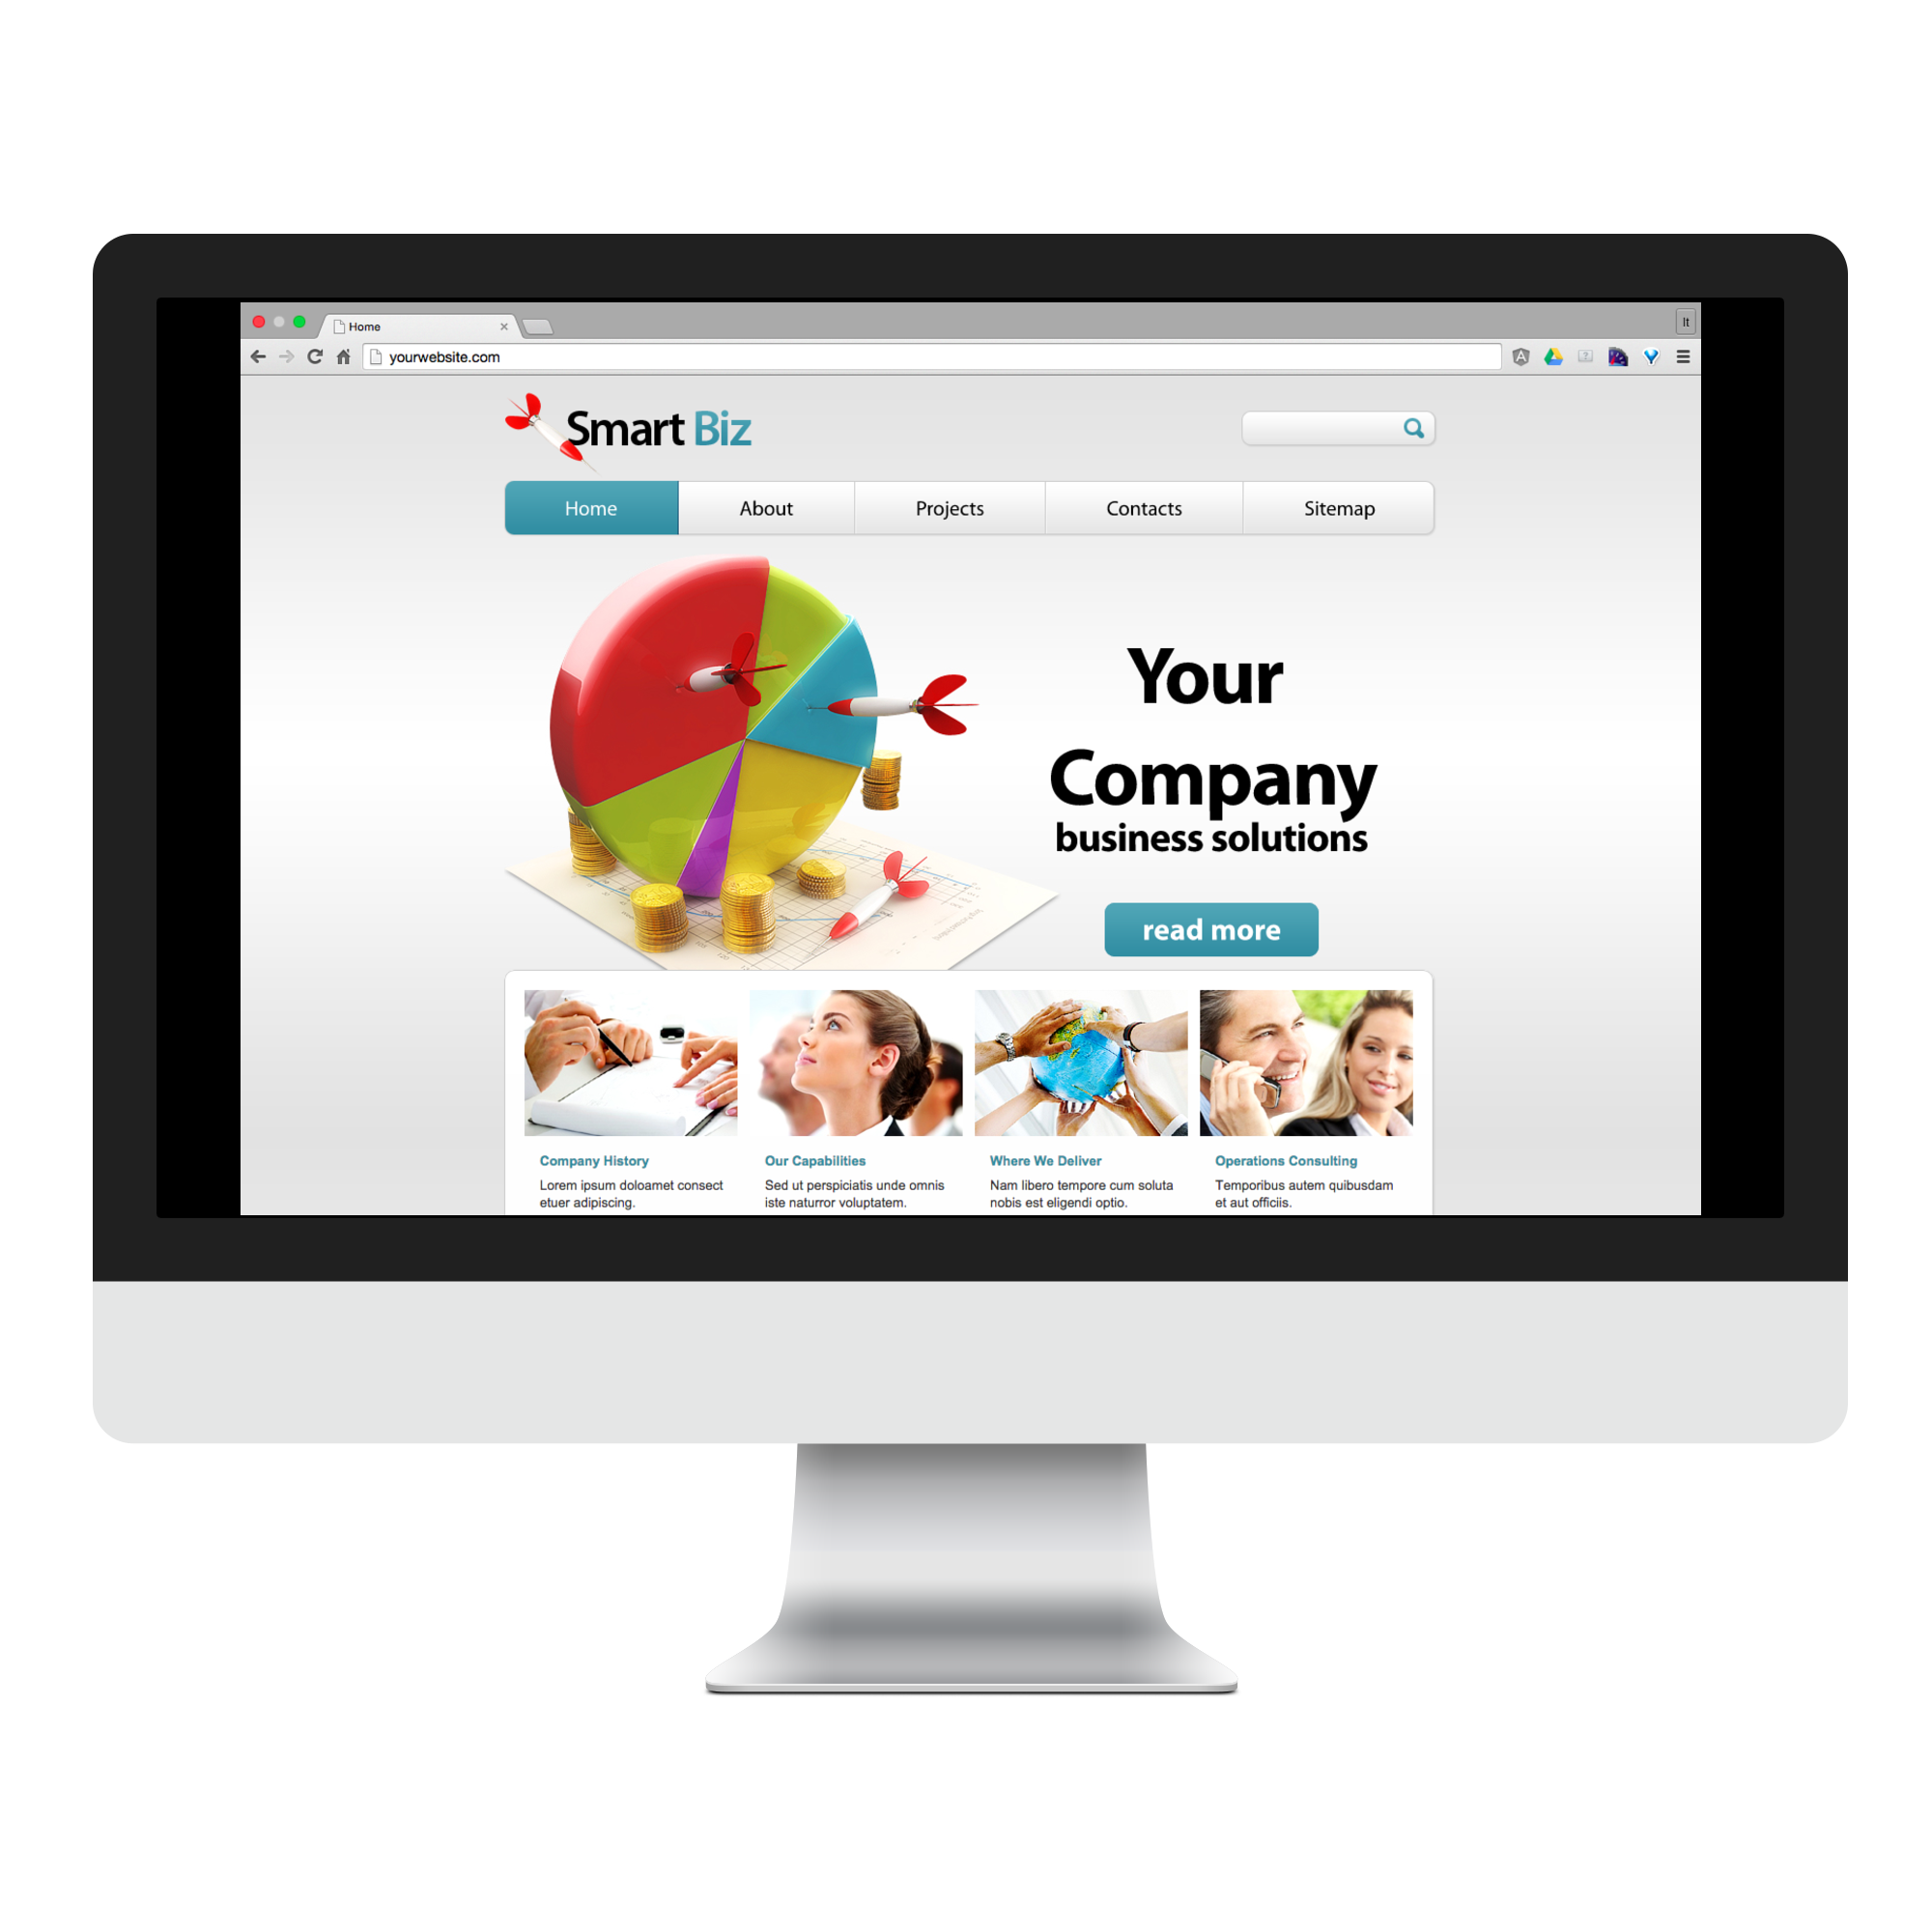 Home
It
yourwebsite.com
Smart Biz
Home About Projects Contacts Sitemap
Your
Company
business solutions
read more
Company History
Lorem ipsum doloamet consect
etuer adipiscing.
Our Capabilities
Sed ut perspiciatis unde omnis
iste naturror voluptatem.
Where We Deliver
Nam libero tempore cum soluta
nobis est eligendi optio.
Operations Consulting
Temporibus autem quibusdam
et aut officiis.